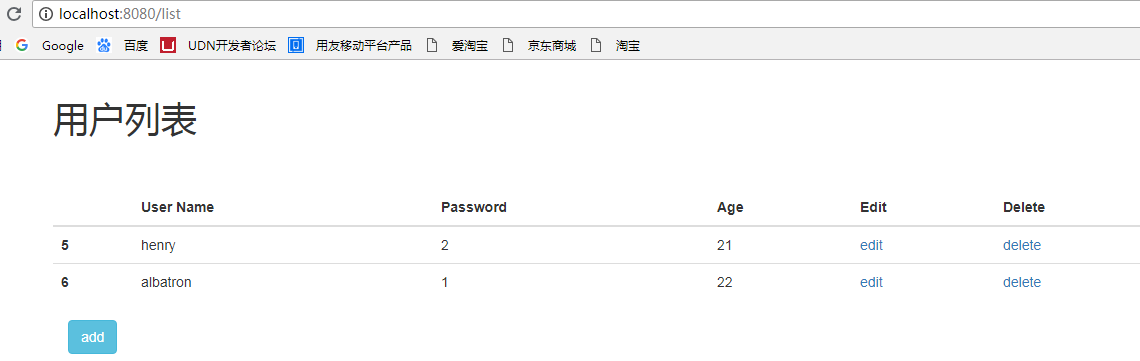 localhost:8080/list
Google 百度 UDN开发者论坛 用友移动平台产品 爱淘宝 京东商城 淘宝
用户列表
User Name Password Age Edit Delete
5 henry 2 21 edit delete
6 albatron 1 22 edit delete
add